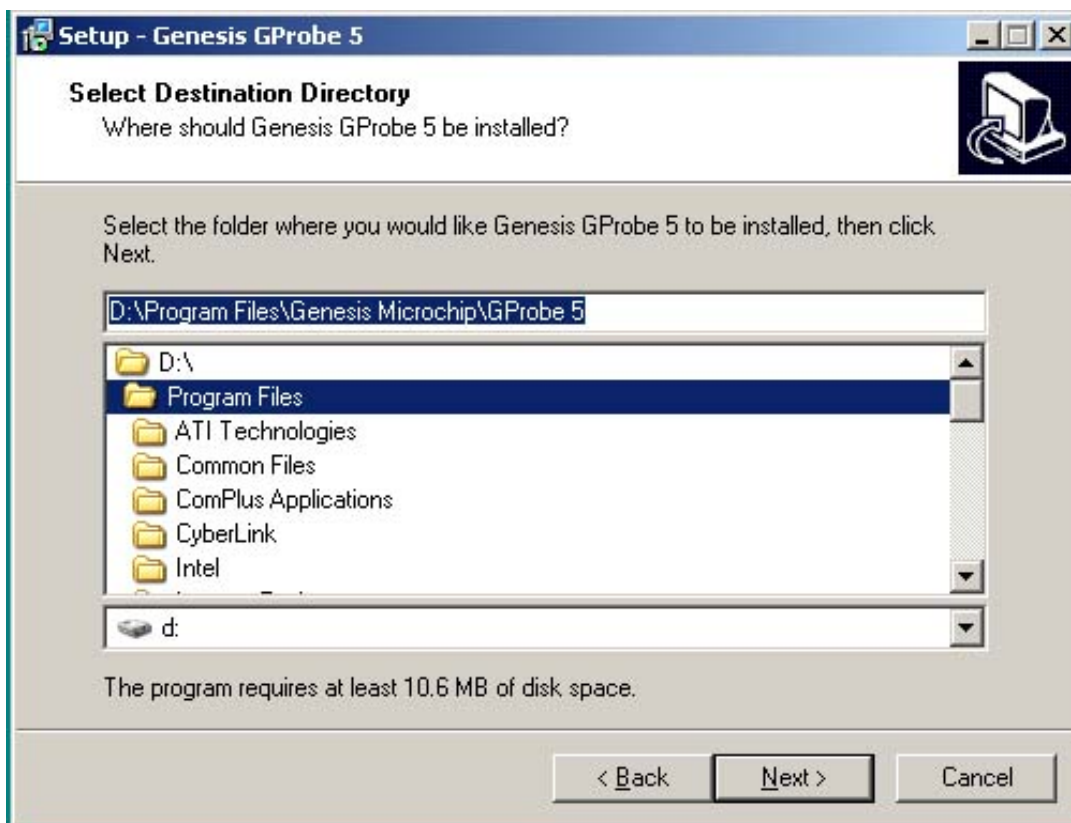 Setup - Genesis GProbe 5
Select Destination Directory
Where should Genesis GProbe 5 be installed?
Select the folder where you would like Genesis GProbe 5 to be installed, then click
Next.
D:\Program Files\Genesis Microchip\GProbe 5
D:\
Program Files
ATI Technologies
Common Files
ComPlus Applications
CyberLink
Intel
d:
The program requires at least 10.6 MB of disk space.
< Back Next > Cancel